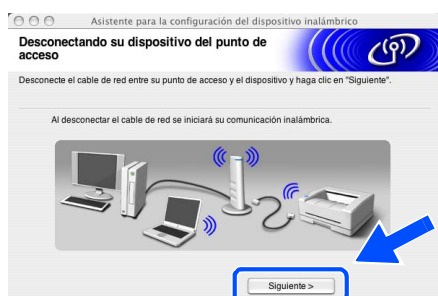 Asistente para la configuración del dispositivo inalámbrico
Desconectando su dispositivo del punto de
acceso
Desconecte el cable de red entre su punto de acceso y el dispositivo y haga clic en "Siguiente".
Al desconectar el cable de red se iniciará su comunicación inalámbrica.
Siguiente >